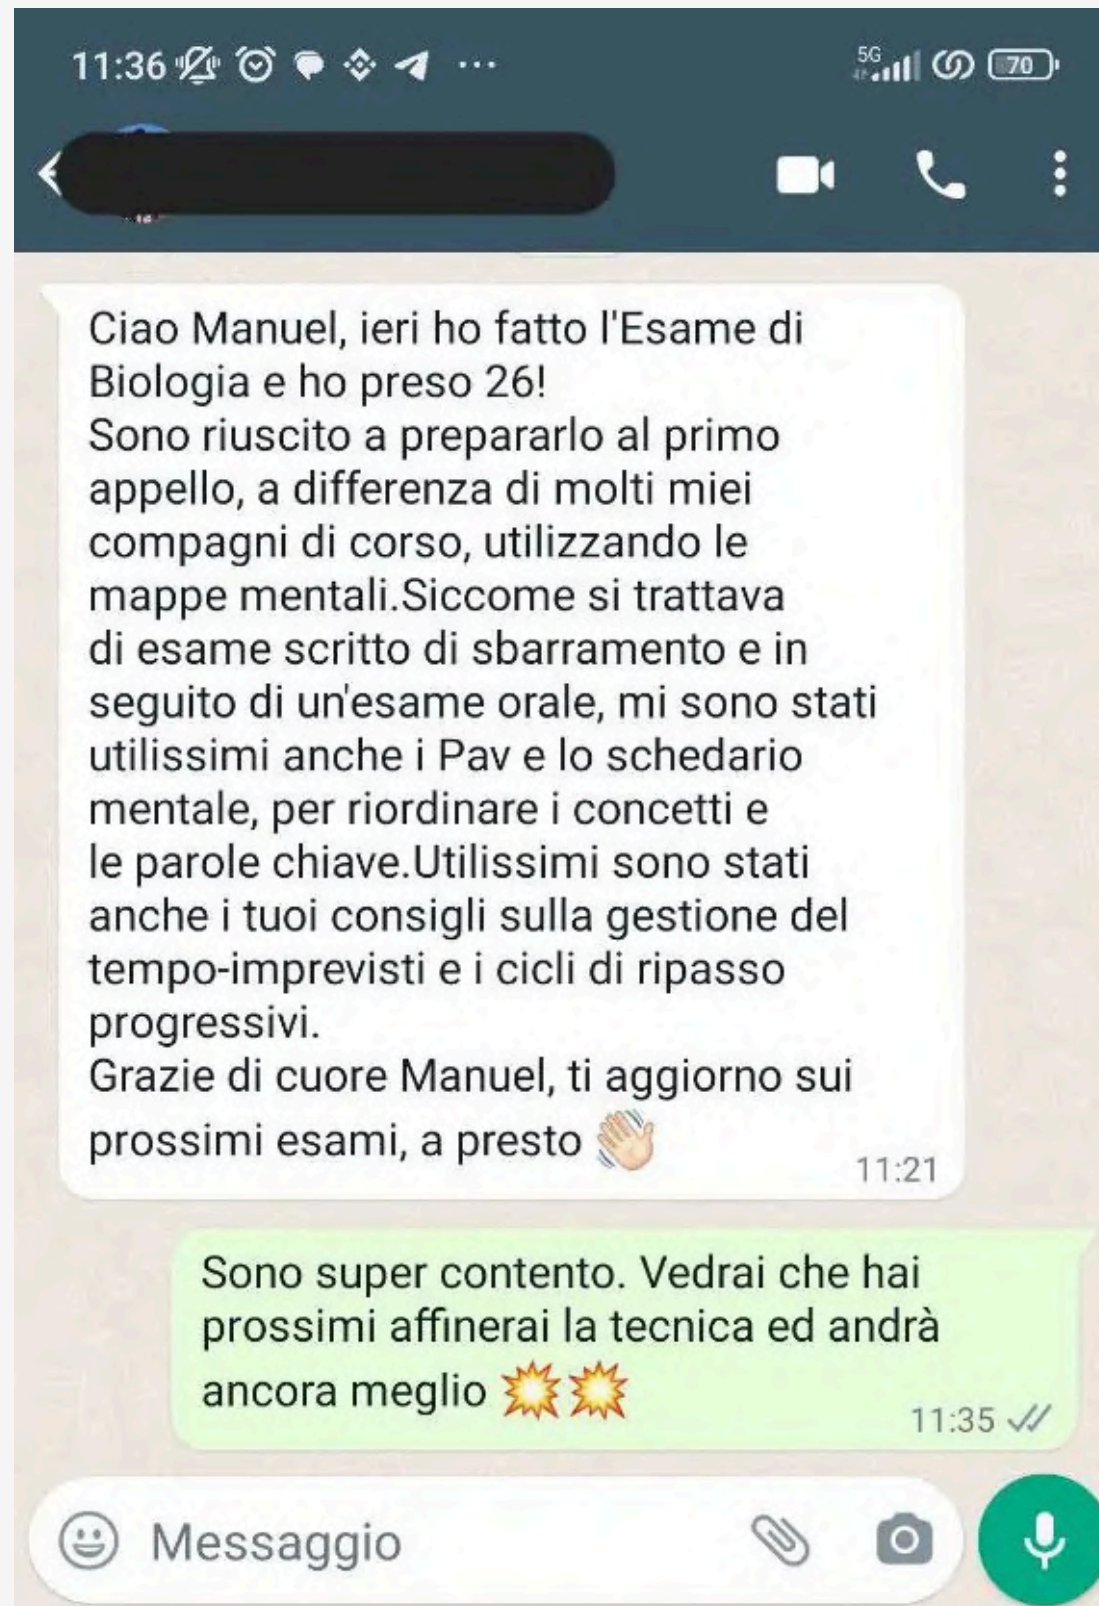 11:36 ...
5G 70
Ciao Manuel, ieri ho fatto l'Esame di
Biologia e ho preso 26!
Sono riuscito a prepararlo al primo
appello, a differenza di molti miei
compagni di corso, utilizzando le
mappe mentali.Siccome si trattava
di esame scritto di sbarramento e in
seguito di un'esame orale, mi sono stati
utilissimi anche i Pav e lo schedario
mentale, per riordinare i concetti e
le parole chiave.Utilissimi sono stati
anche i tuoi consigli sulla gestione del
tempo-imprevisti e i cicli di ripasso
progressivi.
Grazie di cuore Manuel, ti aggiorno sui
prossimi esami, a presto 👋🏻
11:21
Sono super contento. Vedrai che hai
prossimi affinerai la tecnica ed andrà
ancora meglio 💥💥
11:35
Messaggio